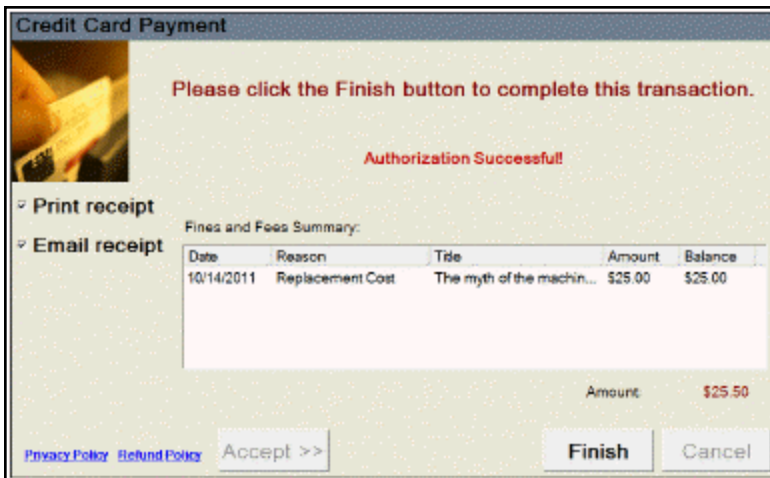 Credit Card Payment
Please click the Finish button to complete this transaction.
Authorization Successful!
Print receipt
Email receipt
Fines and Fees Summary:
Date Reason Title Amount Balance
10/14/2011 Replacement Cost The myth of the machin... $25.00 $25.00
Amount: $25.50
Privacy Policy Refund Policy Accept >> Finish Cancel